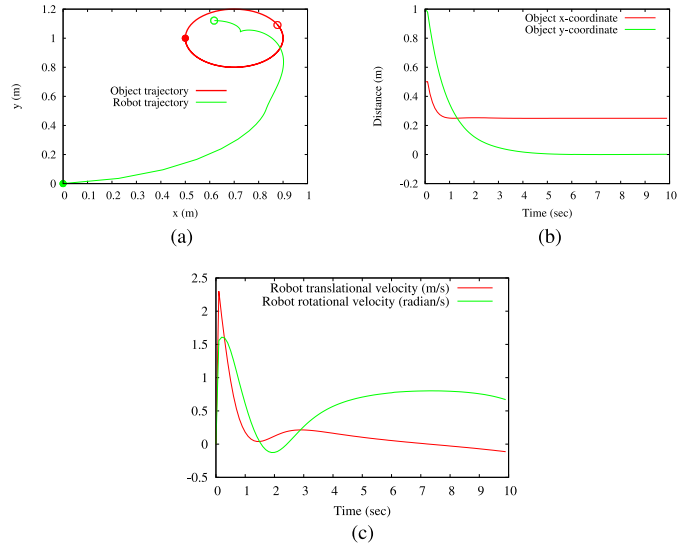 1.2
1
0.8
0.6
0.4
0.2
0
y (m)
Object trajectory
Robot trajectory
0 0.1 0.2 0.3 0.4 0.5 0.6 0.7 0.8 0.9 1
x (m)
(a)
Object x-coordinate
Object y-coordinate
1
0.8
0.6
0.4
0.2
0
-0.2
Distance (m)
0 1 2 3 4 5 6 7 8 9 10
Time (sec)
(b)
Robot translational velocity (m/s)
Robot rotational velocity (radian/s)
2.5
2
1.5
1
0.5
0
-0.5
0 1 2 3 4 5 6 7 8 9 10
Time (sec)
(c)